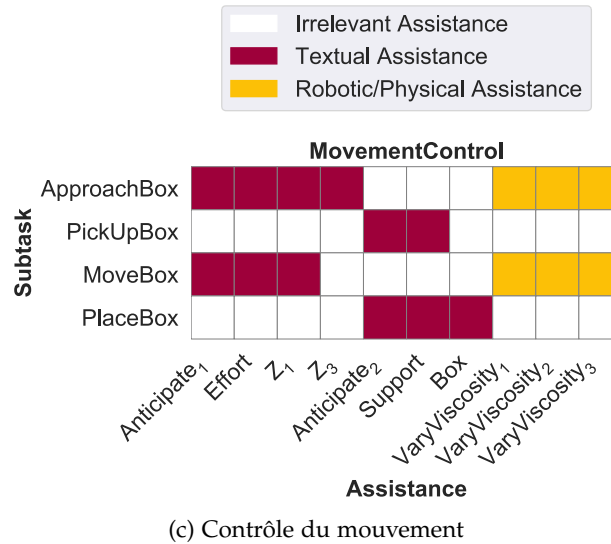 Irrelevant Assistance
Textual Assistance
Robotic/Physical Assistance
MovementControl
Subtask
ApproachBox
PickUpBox
MoveBox
PlaceBox
Anticipate₁
Effort
Z₁
Z₃
Anticipate₂
Support
Box
VaryViscosity₁
VaryViscosity₂
VaryViscosity₃
Assistance
(c) Contrôle du mouvement